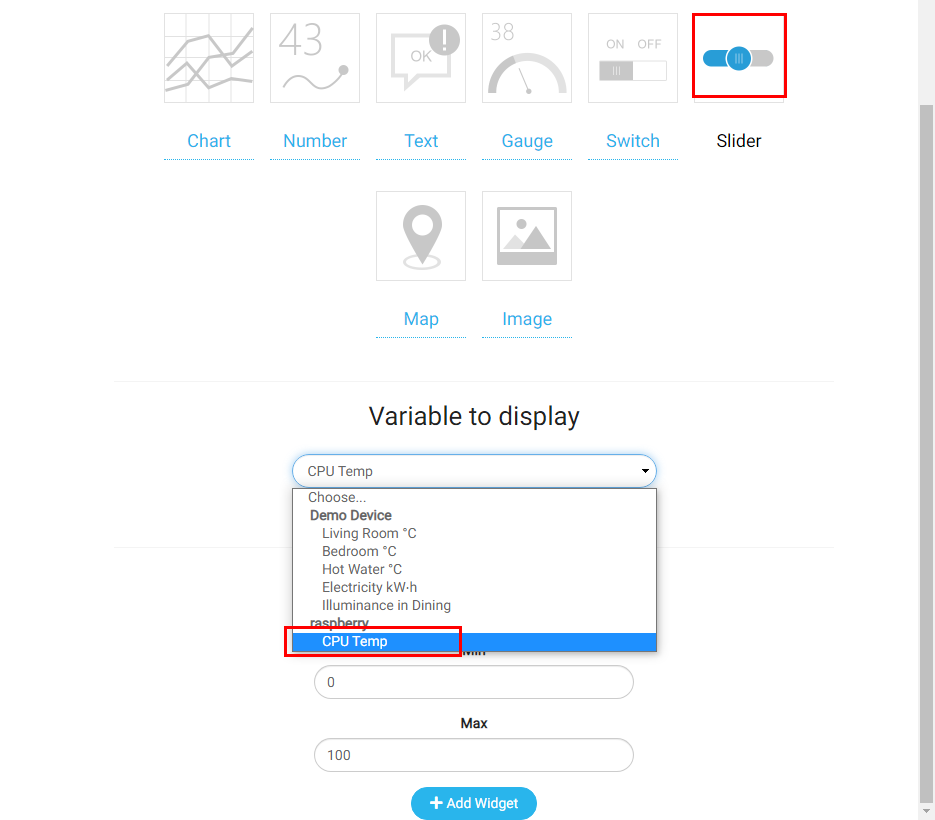 43
OK
!
38
ON OFF
Chart Number Text Gauge Switch Slider
Map Image
Variable to display
CPU Temp
Choose...
Demo Device
Living Room °C
Bedroom °C
Hot Water °C
Electricity kW·h
Illuminance in Dining
raspberry
CPU Temp
Min
0
Max
100
+ Add Widget